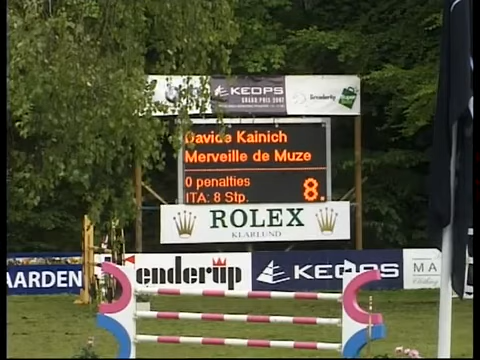 KEOPS
GRAND PRIX
Davide Kainich
Merveille de Muze
0 penalties
ITA: 8 Stp.
8.
ROLEX
KLARLUND
AARDEN
enderup
KEOPS
MA
Clothing